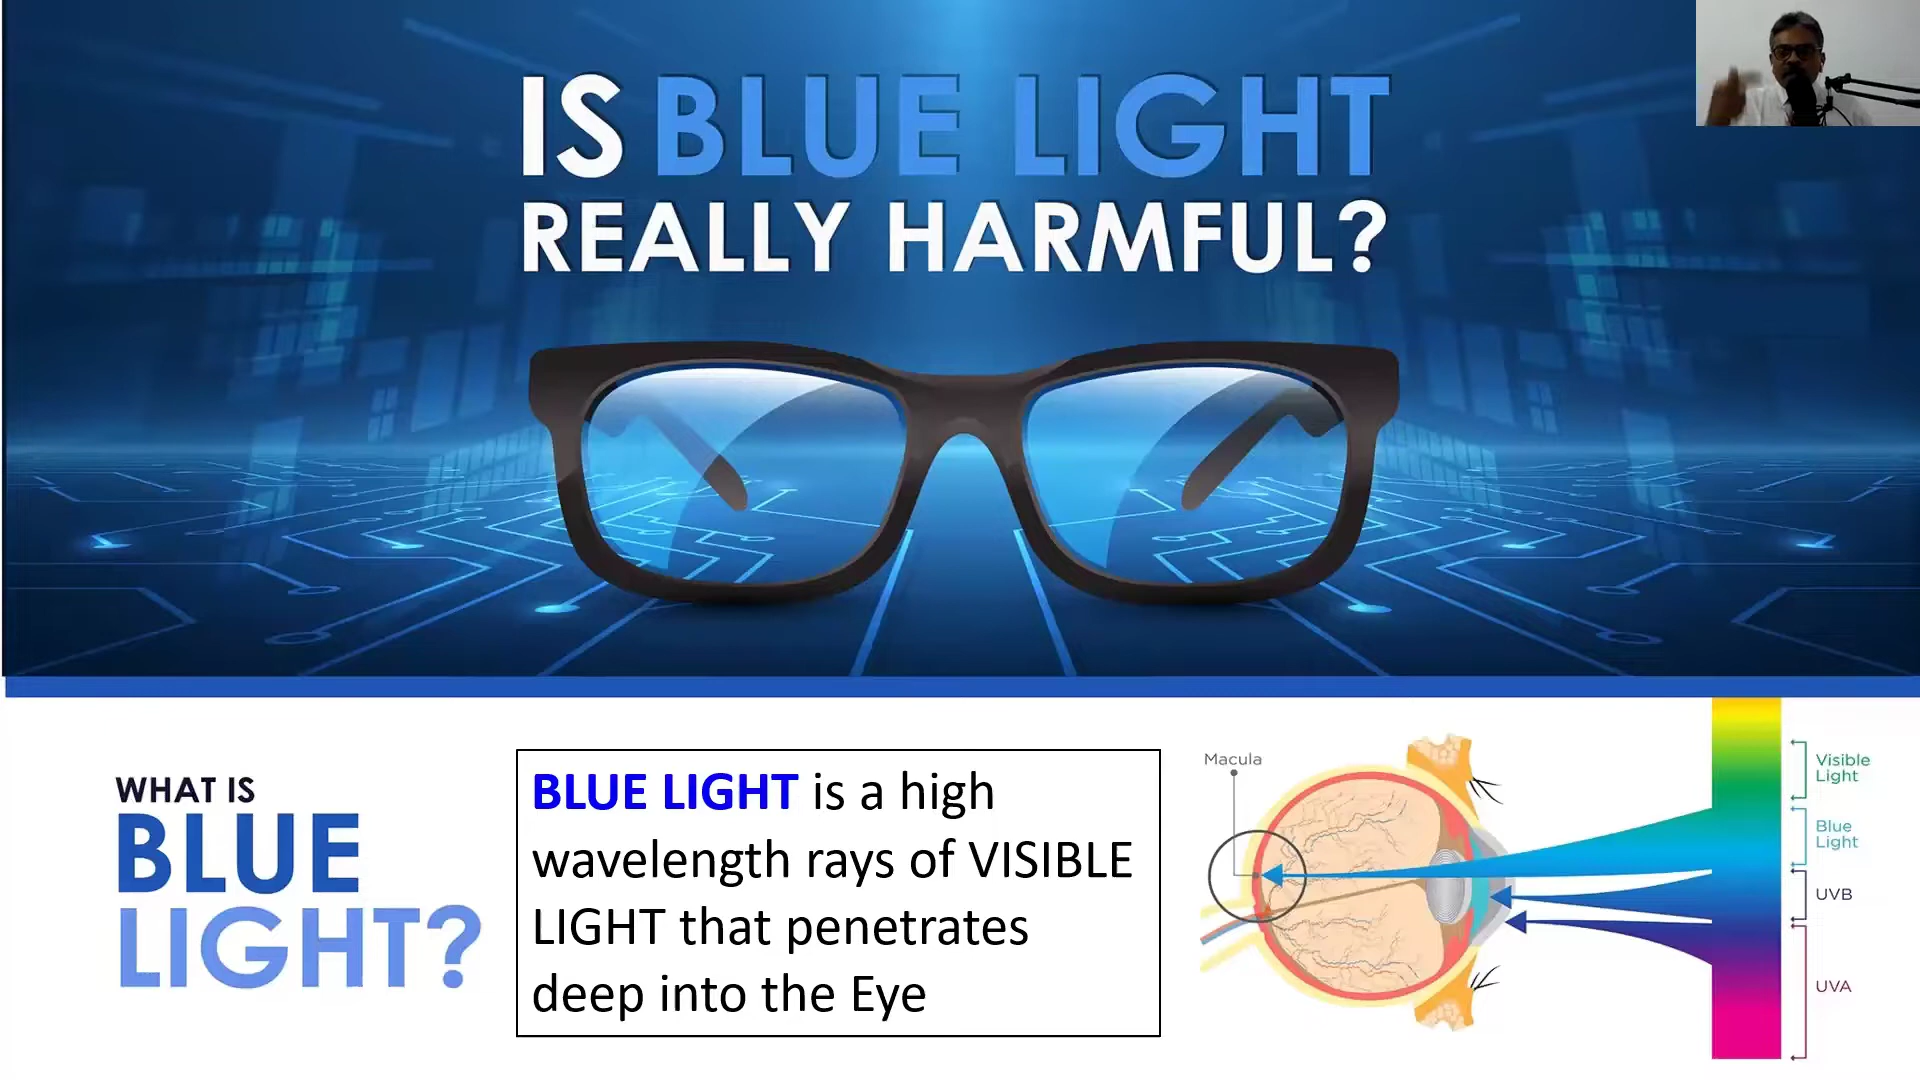 IS BLUE LIGHT
REALLY HARMFUL?
WHAT IS
BLUE
LIGHT?
BLUE LIGHT is a high
wavelength rays of VISIBLE
LIGHT that penetrates
deep into the Eye
Macula
Visible
Light
Blue
Light
UVB
UVA